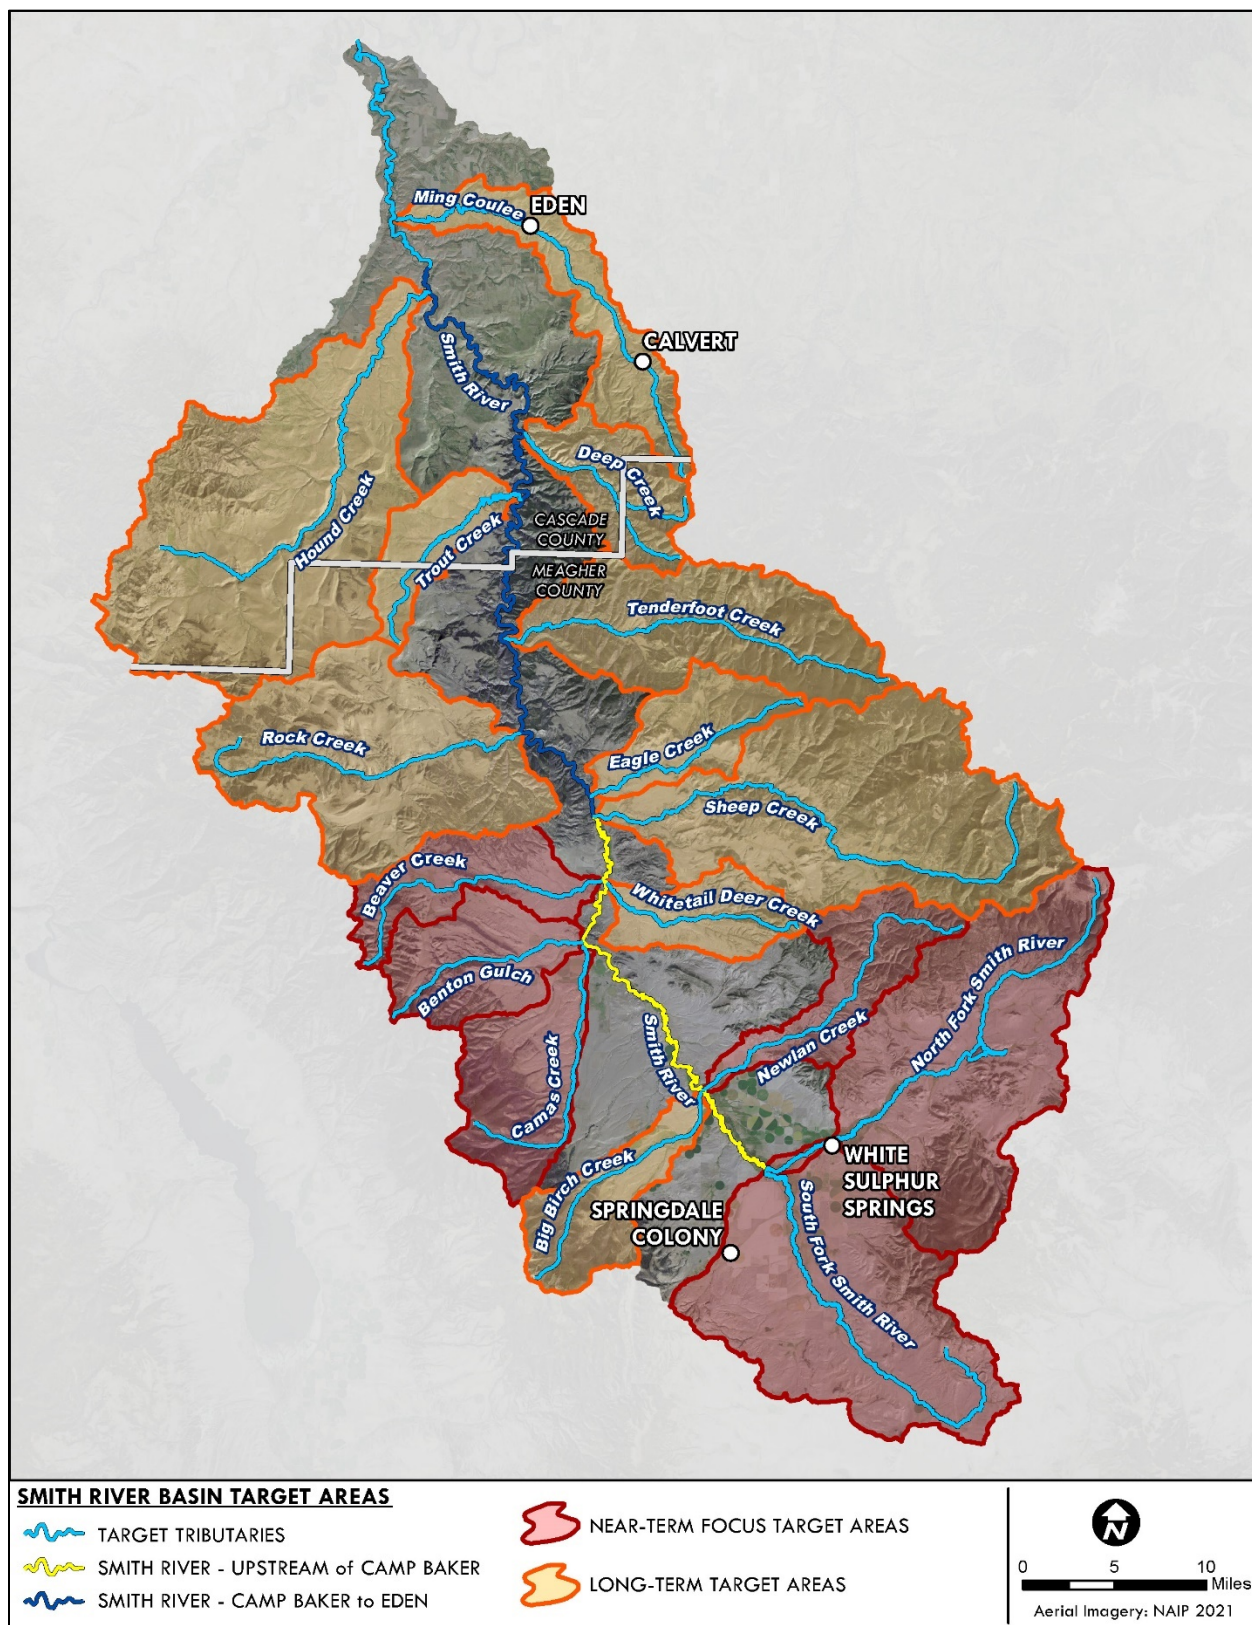 Ming Coulee
EDEN
CALVERT
Smith River
Deep Creek
Hound Creek
Trout Creek
CASCADE
COUNTY
MEAGHER
COUNTY
Tenderfoot Creek
Rock Creek
Eagle Creek
Sheep Creek
Beaver Creek
Whitetail Deer Creek
Benton Gulch
North Fork Smith River
Smith River
Newlan Creek
Camas Creek
Big Birch Creek
WHITE
SULPHUR
SPRINGS
SPRINGDALE
COLONY
South Fork Smith River
SMITH RIVER BASIN TARGET AREAS
TARGET TRIBUTARIES
SMITH RIVER - UPSTREAM of CAMP BAKER
SMITH RIVER - CAMP BAKER to EDEN
NEAR-TERM FOCUS TARGET AREAS
LONG-TERM TARGET AREAS
N
0 5 10
Miles
Aerial Imagery: NAIP 2021